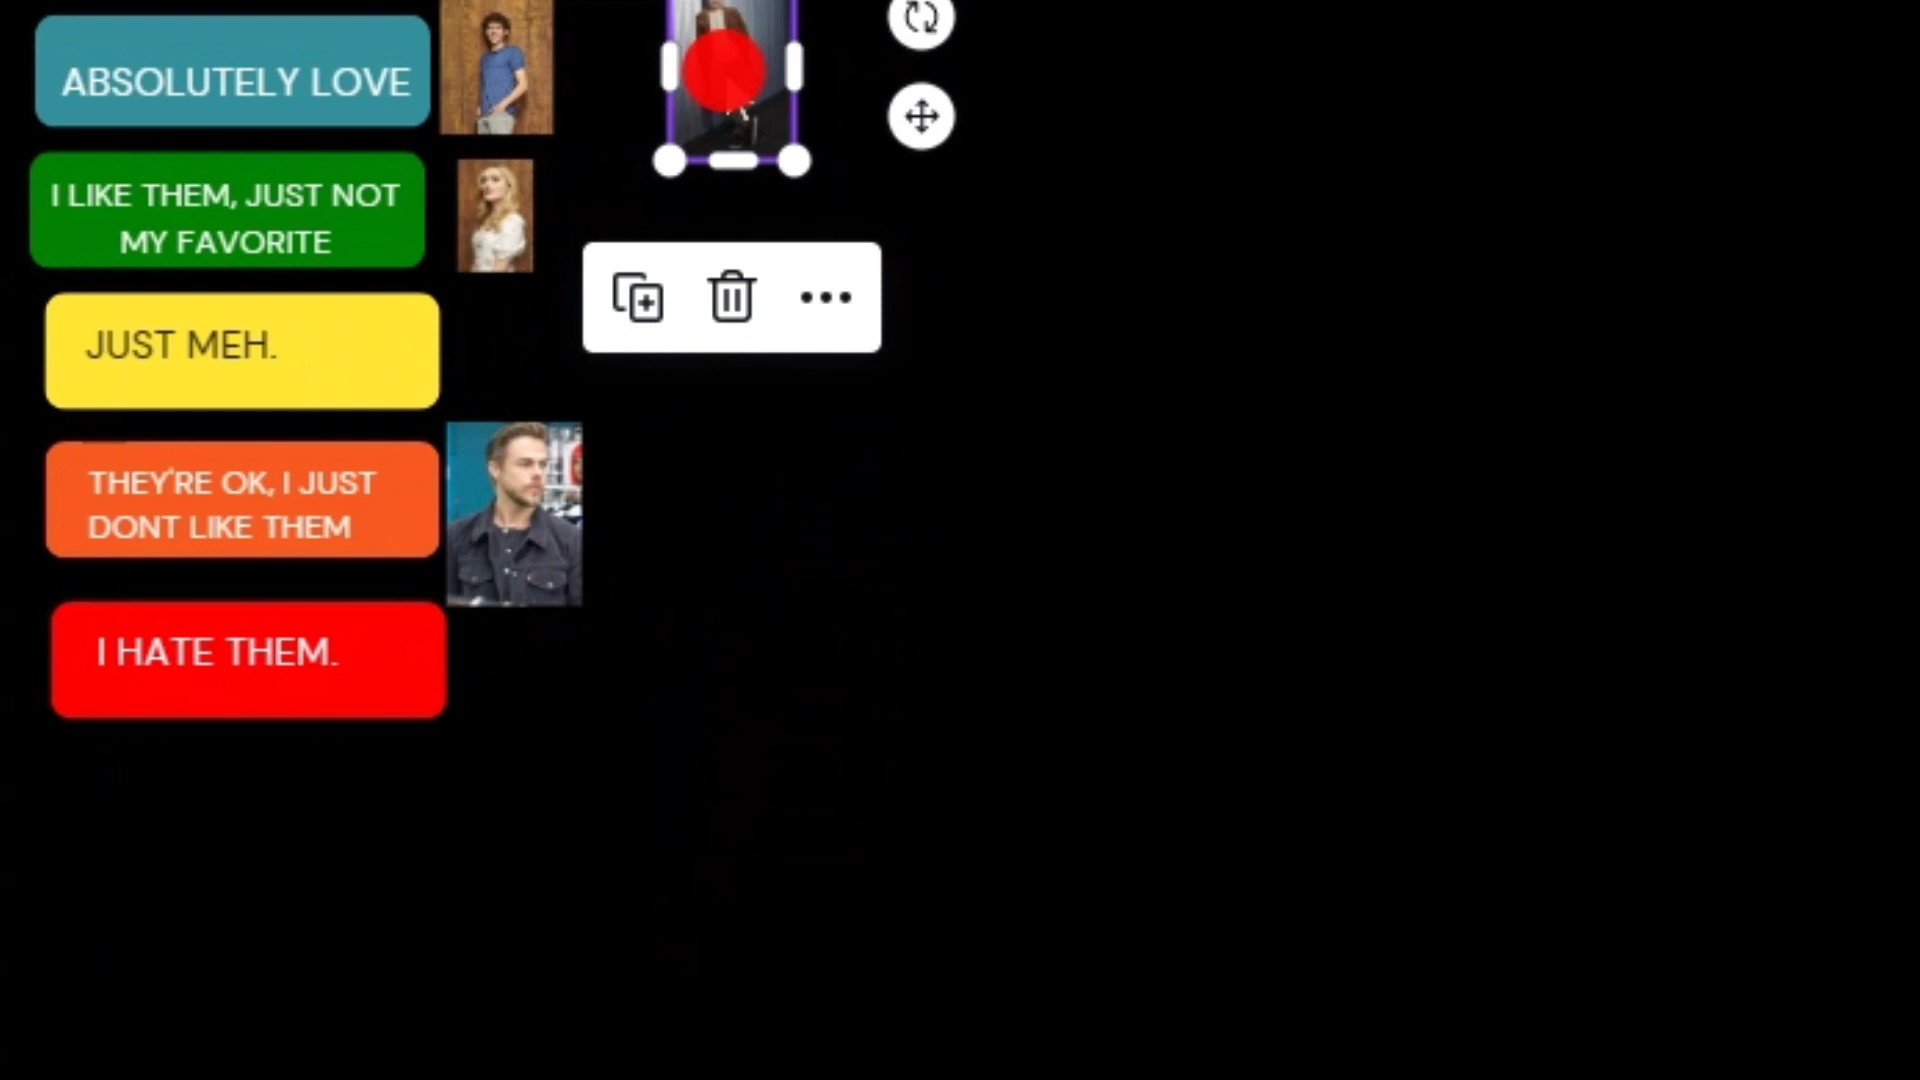 ABSOLUTELY LOVE
I LIKE THEM, JUST NOT
MY FAVORITE
JUST MEH.
THEY'RE OK, I JUST
DONT LIKE THEM
I HATE THEM.